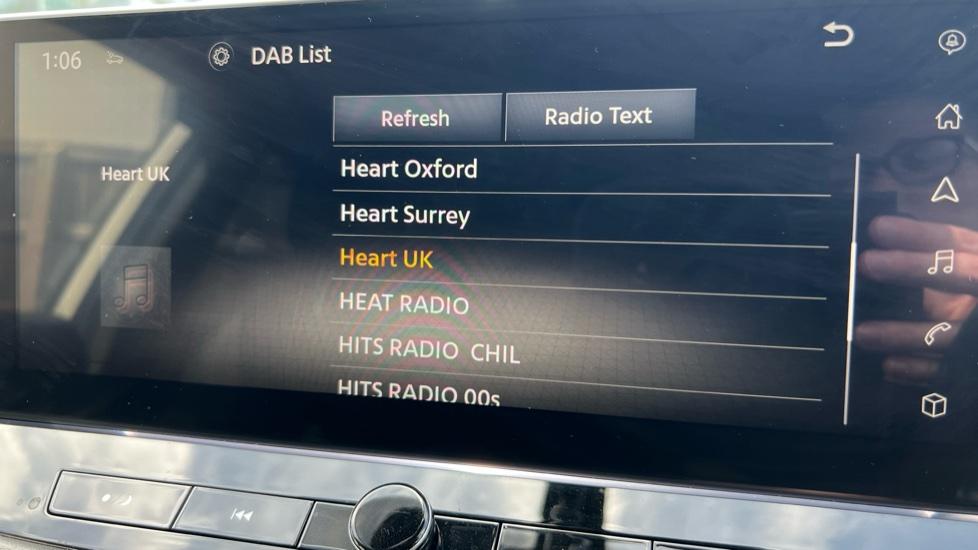 1:06
DAB List
Refresh
Radio Text
Heart UK
Heart Oxford
Heart Surrey
Heart UK
HEAT RADIO
HITS RADIO CHIL
HITS RADIO 00s